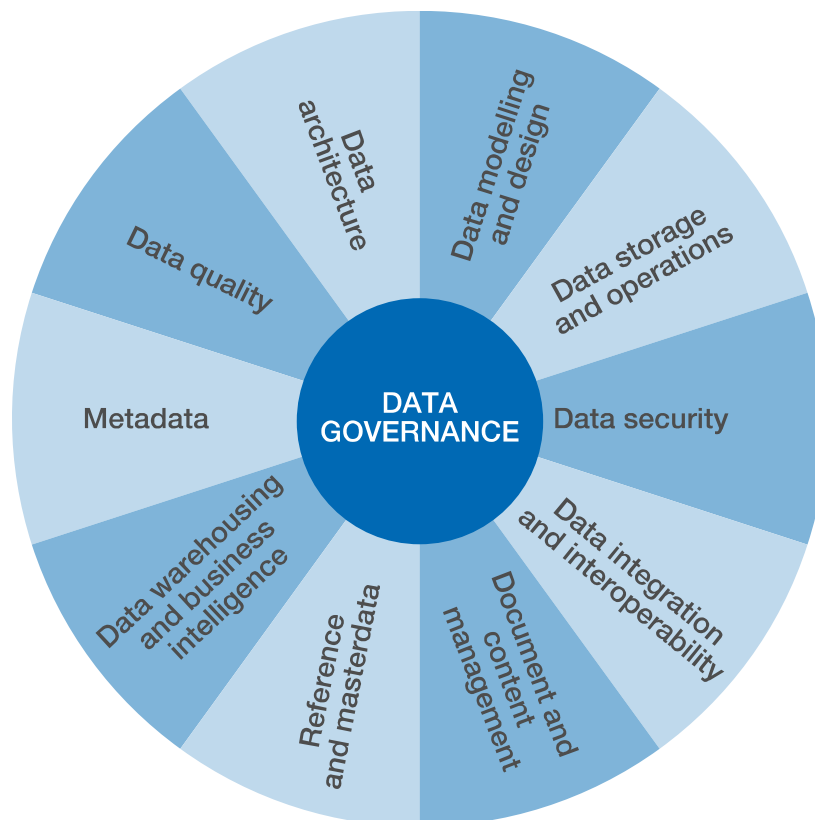 Data
architecture
Data modelling
and design
Data storage
and operations
Data security
Data integration
and interoperability
Document and
content
management
Reference
and masterdata
Data warehousing
and business
intelligence
Metadata
Data quality
DATA
GOVERNANCE